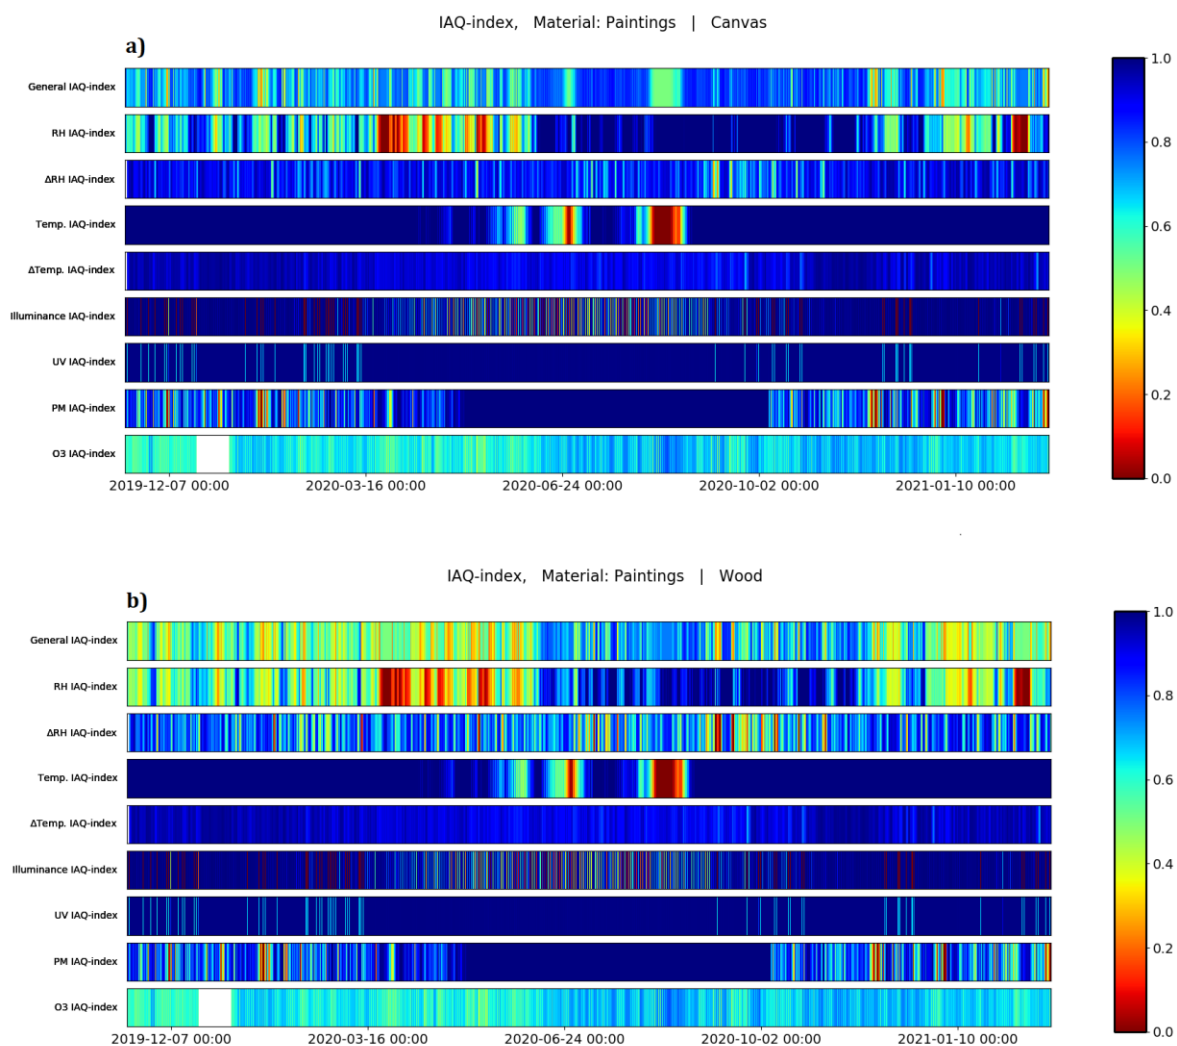 IAQ-index, Material: Paintings | Canvas
a)
General IAQ-index
RH IAQ-index
ΔRH IAQ-index
Temp. IAQ-index
ΔTemp. IAQ-index
Illuminance IAQ-index
UV IAQ-index
PM IAQ-index
O3 IAQ-index
2019-12-07 00:00 2020-03-16 00:00 2020-06-24 00:00 2020-10-02 00:00 2021-01-10 00:00
1.0
0.8
0.6
0.4
0.2
0.0
IAQ-index, Material: Paintings | Wood
b)
General IAQ-index
RH IAQ-index
ΔRH IAQ-index
Temp. IAQ-index
ΔTemp. IAQ-index
Illuminance IAQ-index
UV IAQ-index
PM IAQ-index
O3 IAQ-index
2019-12-07 00:00 2020-03-16 00:00 2020-06-24 00:00 2020-10-02 00:00 2021-01-10 00:00
1.0
0.8
0.6
0.4
0.2
0.0